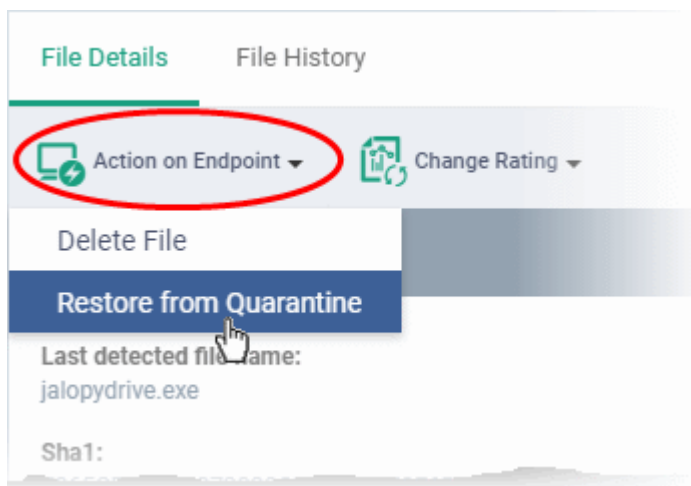 File Details File History
Action on Endpoint Change Rating
Delete File
Restore from Quarantine
Last detected file name:
jalopydrive.exe
Sha1: